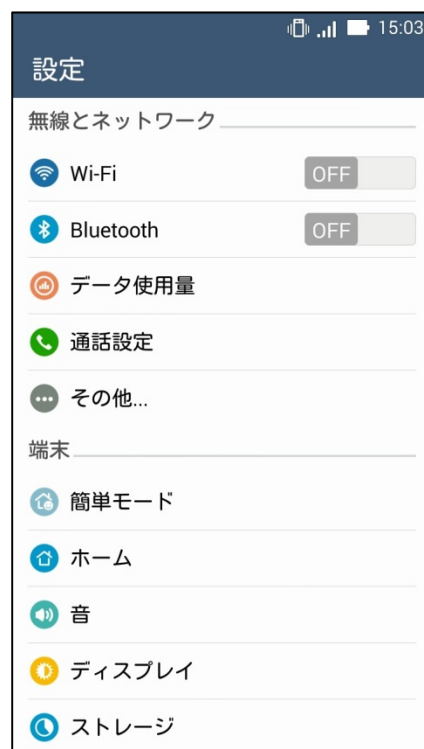 15:03
設定
無線とネットワーク
Wi-Fi OFF
Bluetooth OFF
データ使用量
通話設定
その他...
端末
簡単モード
ホーム
音
ディスプレイ
ストレージ